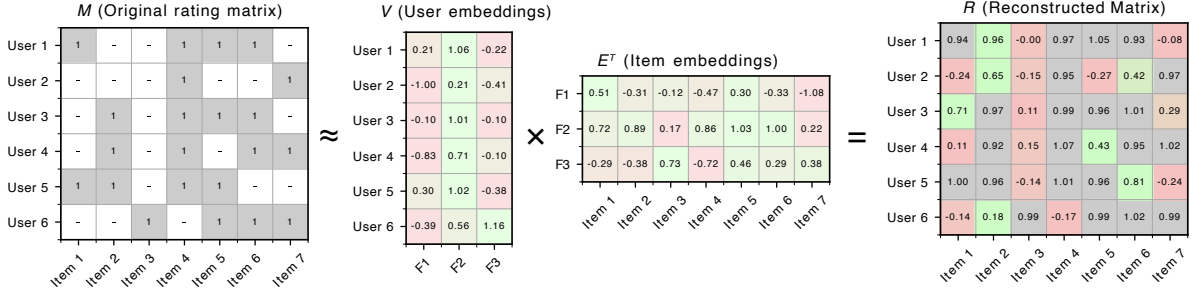 M (Original rating matrix)
User 1 1 - - 1 1 1 -
User 2 - - - 1 - - 1
User 3 - 1 - 1 1 1 -
User 4 - 1 - 1 - 1 1
User 5 1 1 - 1 1 - -
User 6 - - 1 - 1 1 1
Item 1 Item 2 Item 3 Item 4 Item 5 Item 6 Item 7
≈
V (User embeddings)
User 1 0.21 1.06 -0.22
User 2 -1.00 0.21 -0.41
User 3 -0.10 1.01 -0.10
User 4 -0.83 0.71 -0.10
User 5 0.30 1.02 -0.38
User 6 -0.39 0.56 1.16
F1 F2 F3
×
Eᵀ (Item embeddings)
F1 0.51 -0.31 -0.12 -0.47 0.30 -0.33 -1.08
F2 0.72 0.89 0.17 0.86 1.03 1.00 0.22
F3 -0.29 -0.38 0.73 -0.72 0.46 0.29 0.38
Item 1 Item 2 Item 3 Item 4 Item 5 Item 6 Item 7
=
R (Reconstructed Matrix)
User 1 0.94 0.96 -0.00 0.97 1.05 0.93 -0.08
User 2 -0.24 0.65 -0.15 0.95 -0.27 0.42 0.97
User 3 0.71 0.97 0.11 0.99 0.96 1.01 0.29
User 4 0.11 0.92 0.15 1.07 0.43 0.95 1.02
User 5 1.00 0.96 -0.14 1.01 0.96 0.81 -0.24
User 6 -0.14 0.18 0.99 -0.17 0.99 1.02 0.99
Item 1 Item 2 Item 3 Item 4 Item 5 Item 6 Item 7